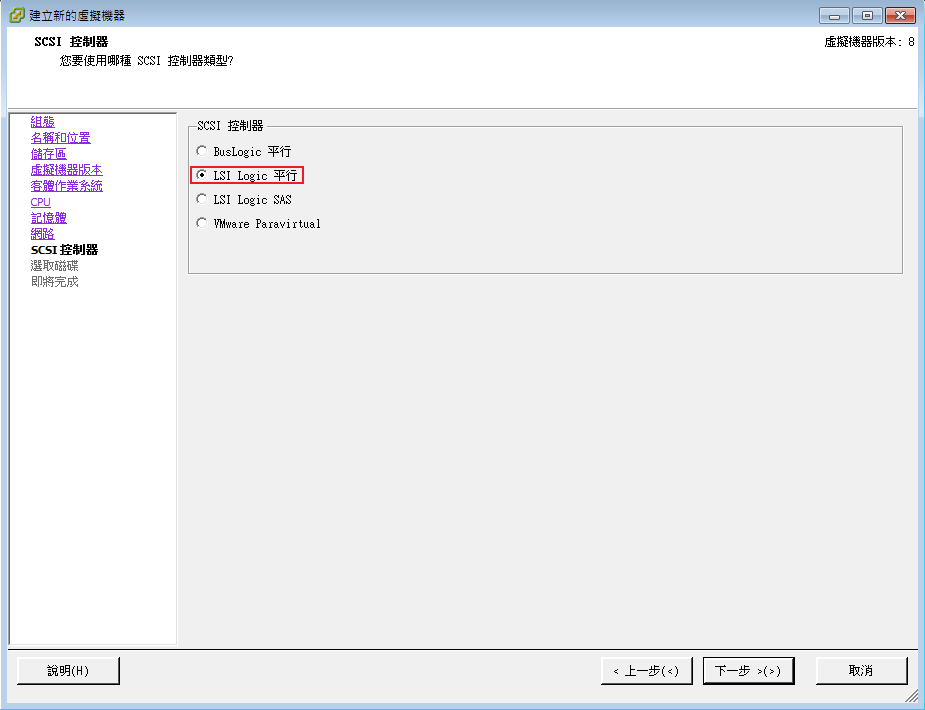 建立新的虛擬機器
SCSI 控制器
您要使用哪種 SCSI 控制器類型?
虛擬機器版本: 8
組態
名稱和位置
儲存區
虛擬機器版本
客體作業系統
CPU
記憶體
網路
SCSI 控制器
選取磁碟
即將完成
SCSI 控制器
BusLogic 平行
LSI Logic 平行
LSI Logic SAS
VMware Paravirtual
說明(H)
< 上一步(<)
下一步 >(>)
取消